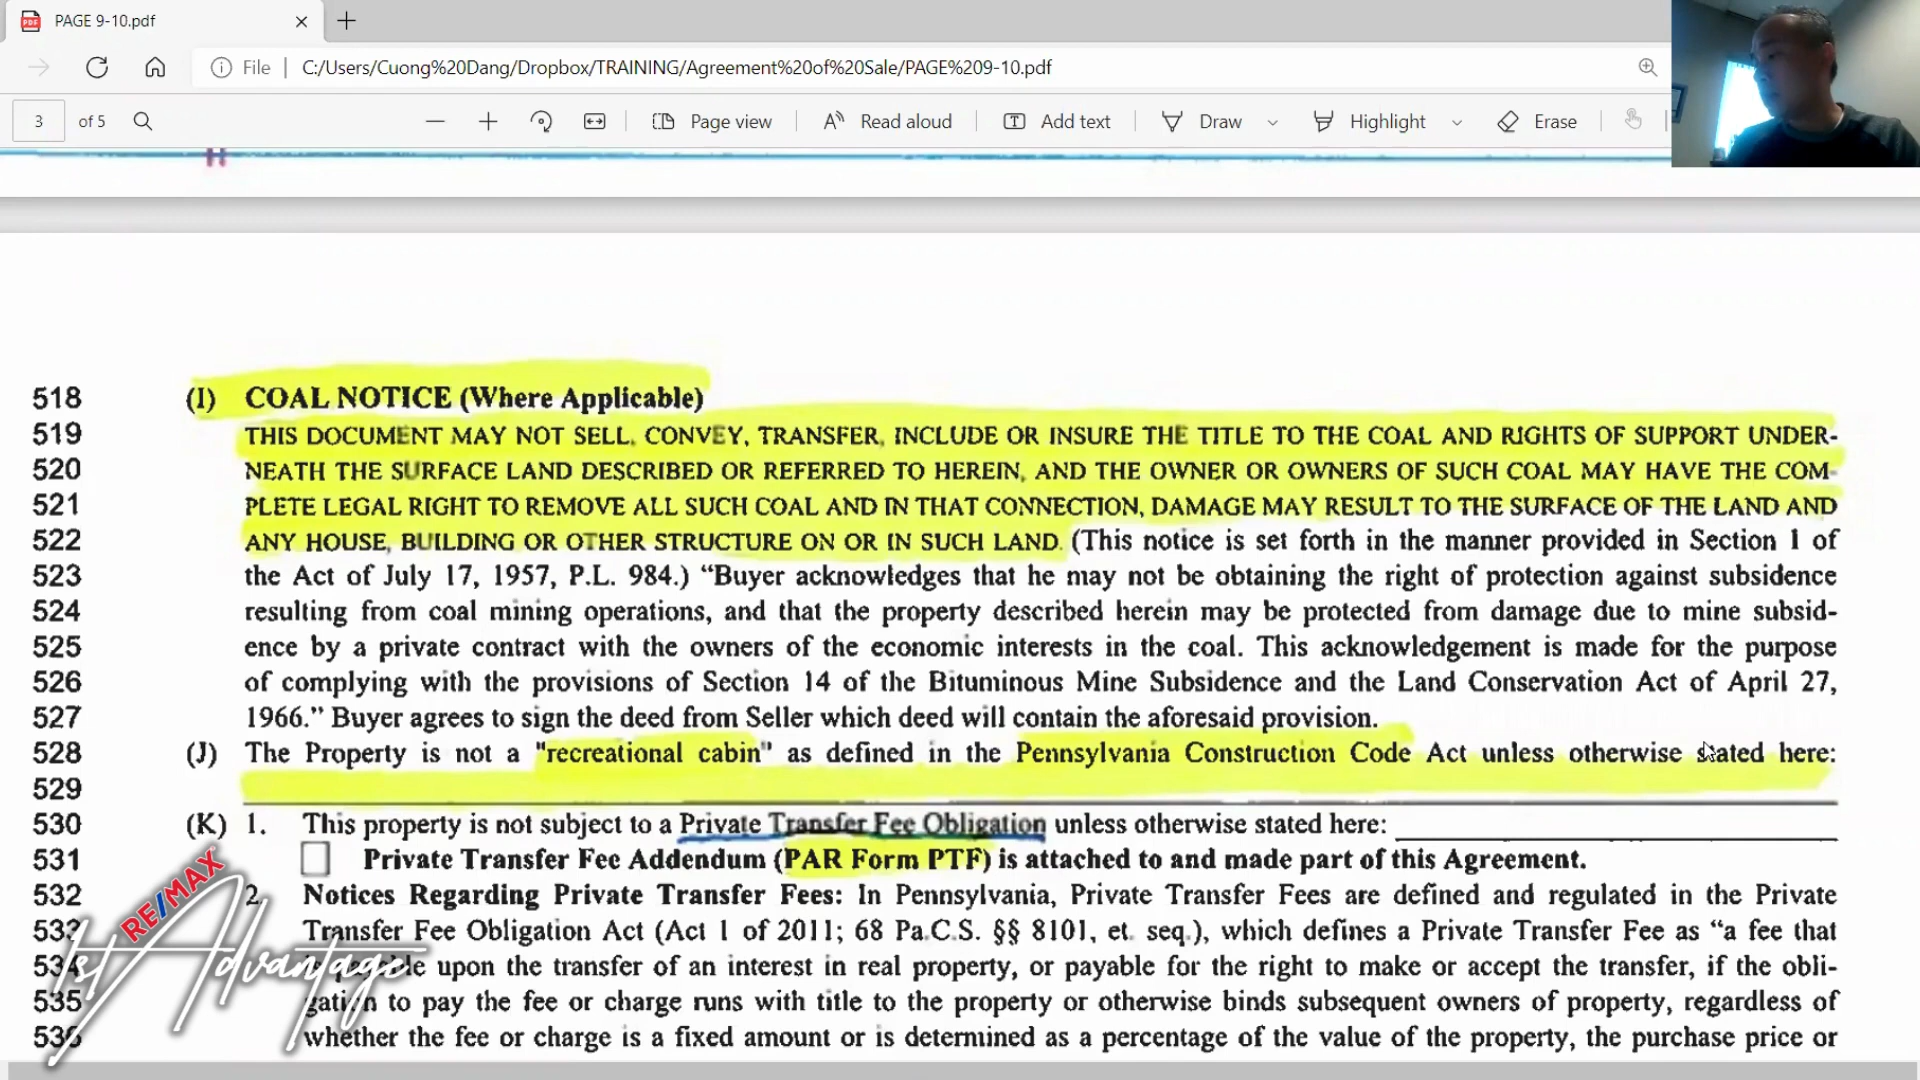 PAGE 9-10.pdf
File C:/Users/Cuong%20Dang/Dropbox/TRAINING/Agreement%20of%20Sale/PAGE%209-10.pdf
3 of 5 Page view Read aloud Add text Draw Highlight Erase
518 (I) COAL NOTICE (Where Applicable)
519 THIS DOCUMENT MAY NOT SELL, CONVEY, TRANSFER, INCLUDE OR INSURE THE TITLE TO THE COAL AND RIGHTS OF SUPPORT UNDER-
520 NEATH THE SURFACE LAND DESCRIBED OR REFERRED TO HEREIN, AND THE OWNER OR OWNERS OF SUCH COAL MAY HAVE THE COM-
521 PLETE LEGAL RIGHT TO REMOVE ALL SUCH COAL AND IN THAT CONNECTION, DAMAGE MAY RESULT TO THE SURFACE OF THE LAND AND
522 ANY HOUSE, BUILDING OR OTHER STRUCTURE ON OR IN SUCH LAND. (This notice is set forth in the manner provided in Section 1 of
523 the Act of July 17, 1957, P.L. 984.) “Buyer acknowledges that he may not be obtaining the right of protection against subsidence
524 resulting from coal mining operations, and that the property described herein may be protected from damage due to mine subsid-
525 ence by a private contract with the owners of the economic interests in the coal. This acknowledgement is made for the purpose
526 of complying with the provisions of Section 14 of the Bituminous Mine Subsidence and the Land Conservation Act of April 27,
527 1966.” Buyer agrees to sign the deed from Seller which deed will contain the aforesaid provision.
528 (J) The Property is not a "recreational cabin" as defined in the Pennsylvania Construction Code Act unless otherwise stated here:
529
530 (K) 1. This property is not subject to a Private Transfer Fee Obligation unless otherwise stated here:
531 Private Transfer Fee Addendum (PAR Form PTF) is attached to and made part of this Agreement.
532 2. Notices Regarding Private Transfer Fees: In Pennsylvania, Private Transfer Fees are defined and regulated in the Private
533 Transfer Fee Obligation Act (Act 1 of 2011; 68 Pa.C.S. §§ 8101, et. seq.), which defines a Private Transfer Fee as “a fee that
534 upon the transfer of an interest in real property, or payable for the right to make or accept the transfer, if the obli-
535 gation to pay the fee or charge runs with title to the property or otherwise binds subsequent owners of property, regardless of
536 whether the fee or charge is a fixed amount or is determined as a percentage of the value of the property, the purchase price or
RE/MAX
1st Advantage